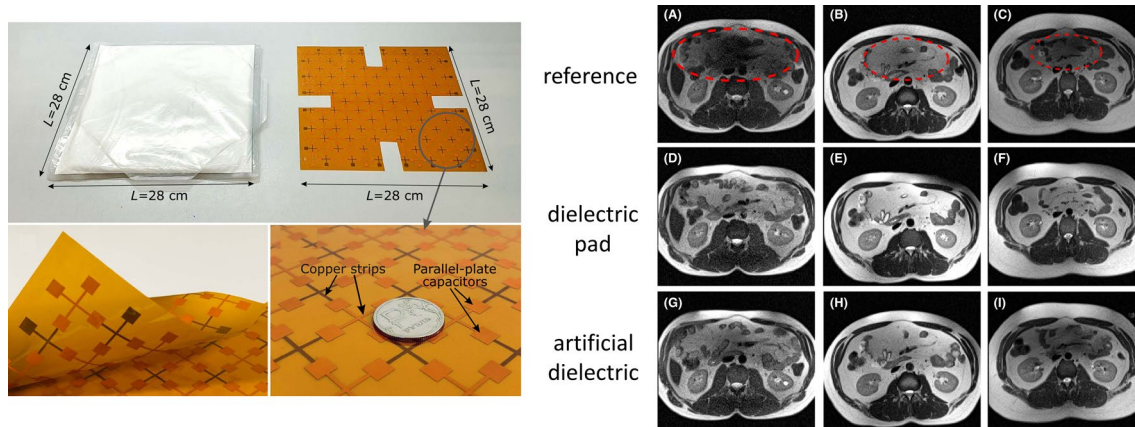 L=28 cm
L=28 cm
L=28 cm
L=28 cm
Copper strips
Parallel-plate
capacitors
reference
dielectric
pad
artificial
dielectric
(A)
(B)
(C)
(D)
(E)
(F)
(G)
(H)
(I)